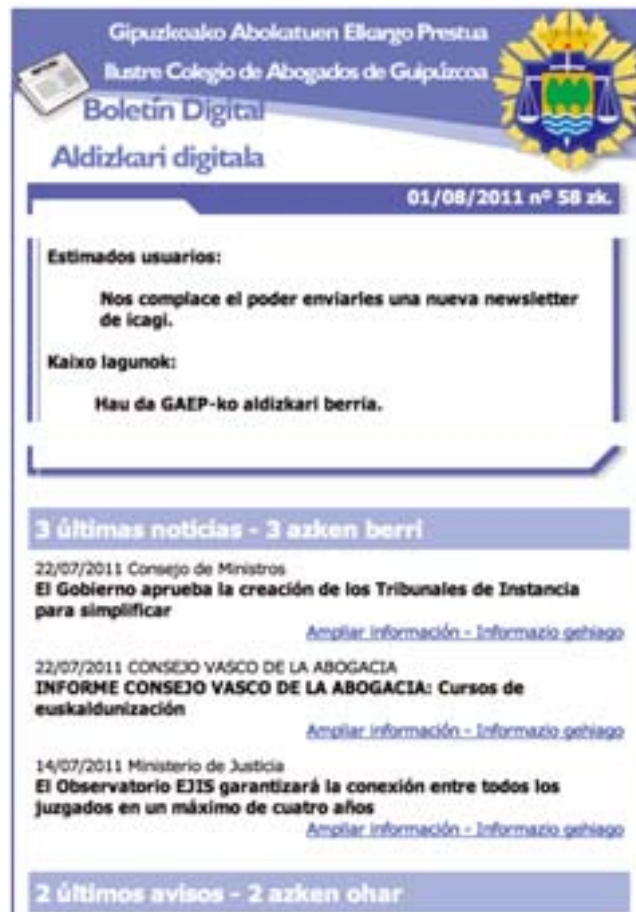 Gipuzkoako Abokatuen Elkargo Prestua
Ilustre Colegio de Abogados de Guipúzcoa
Boletín Digital
Aldizkari digitala
01/08/2011 nº 58 zk.
Estimados usuarios:
Nos complace el poder enviarles una nueva newsletter
de icagi.
Kaixo lagunok:
Hau da GAEP-ko aldizkari berria.
3 últimas noticias - 3 azken berri
22/07/2011 Consejo de Ministros
El Gobierno aprueba la creación de los Tribunales de Instancia
para simplificar
Ampliar información - Informazio gehiago
22/07/2011 CONSEJO VASCO DE LA ABOGACIA
INFORME CONSEJO VASCO DE LA ABOGACIA: Cursos de
euskaldunización
Ampliar información - Informazio gehiago
14/07/2011 Ministerio de Justicia
El Observatorio EJIS garantizará la conexión entre todos los
juzgados en un máximo de cuatro años
Ampliar información - Informazio gehiago
2 últimos avisos - 2 azken ohar